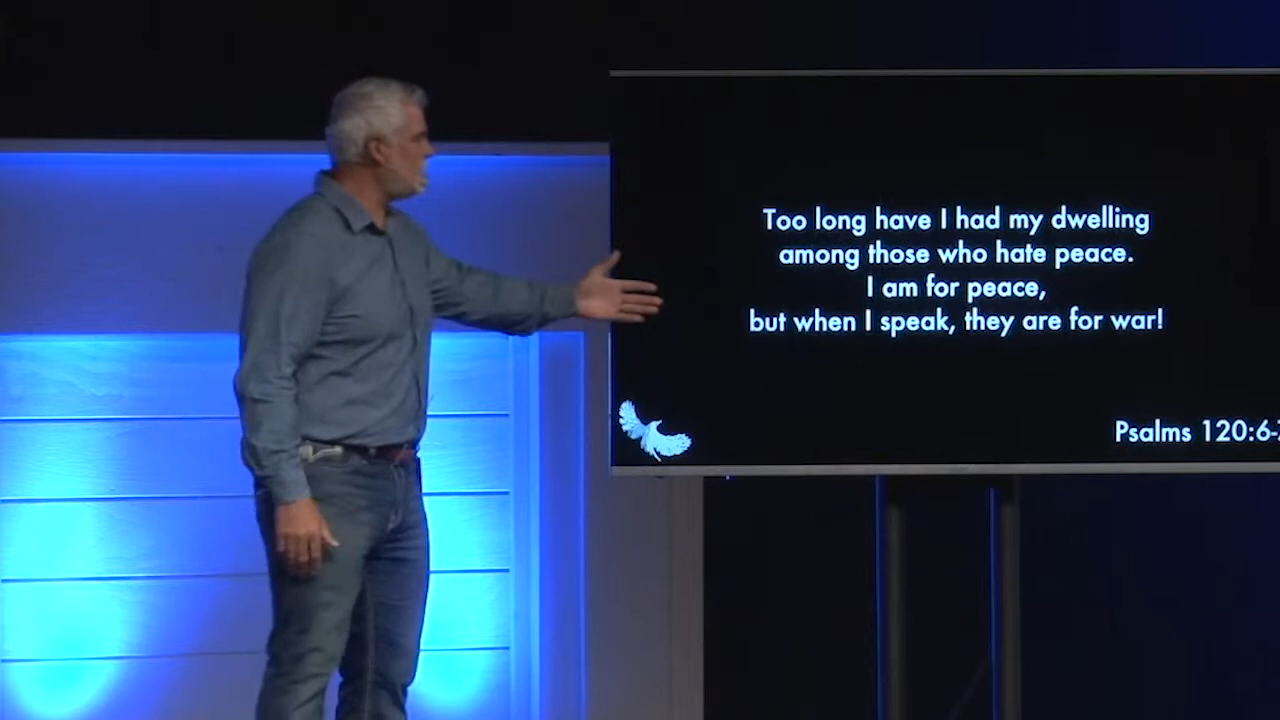 Too long have I had my dwelling
among those who hate peace.
I am for peace,
but when I speak, they are for war!
Psalms 120:6-